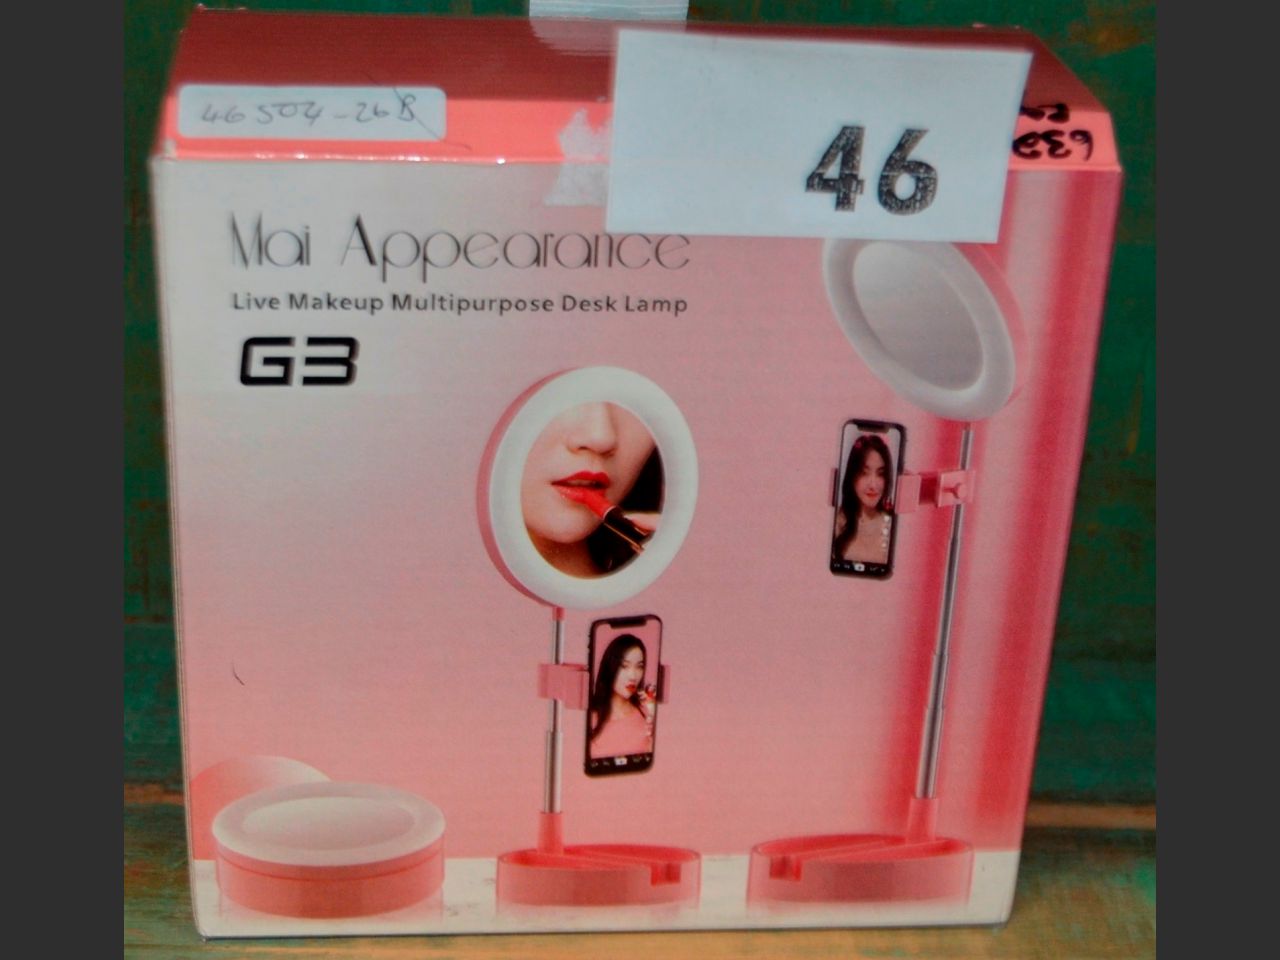 46504-26B
46
Mai Appearance
Live Makeup Multipurpose Desk Lamp
G3